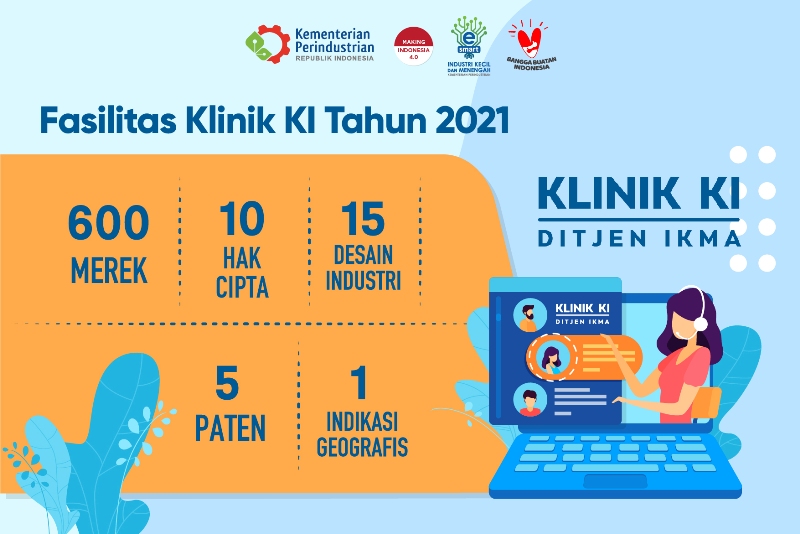 Kementerian
Perindustrian
REPUBLIK INDONESIA
MAKING
INDONESIA
4.0
e
smart
INDUSTRI KECIL
DAN MENENGAH
KEMENTERIAN PERINDUSTRIAN
BANGGA BUATAN
INDONESIA
Fasilitas Klinik KI Tahun 2021
600
MEREK
10
HAK
CIPTA
15
DESAIN
INDUSTRI
5
PATEN
1
INDIKASI
GEOGRAFIS
KLINIK KI
DITJEN IKMA
KLINIK KI
DITJEN IKMA